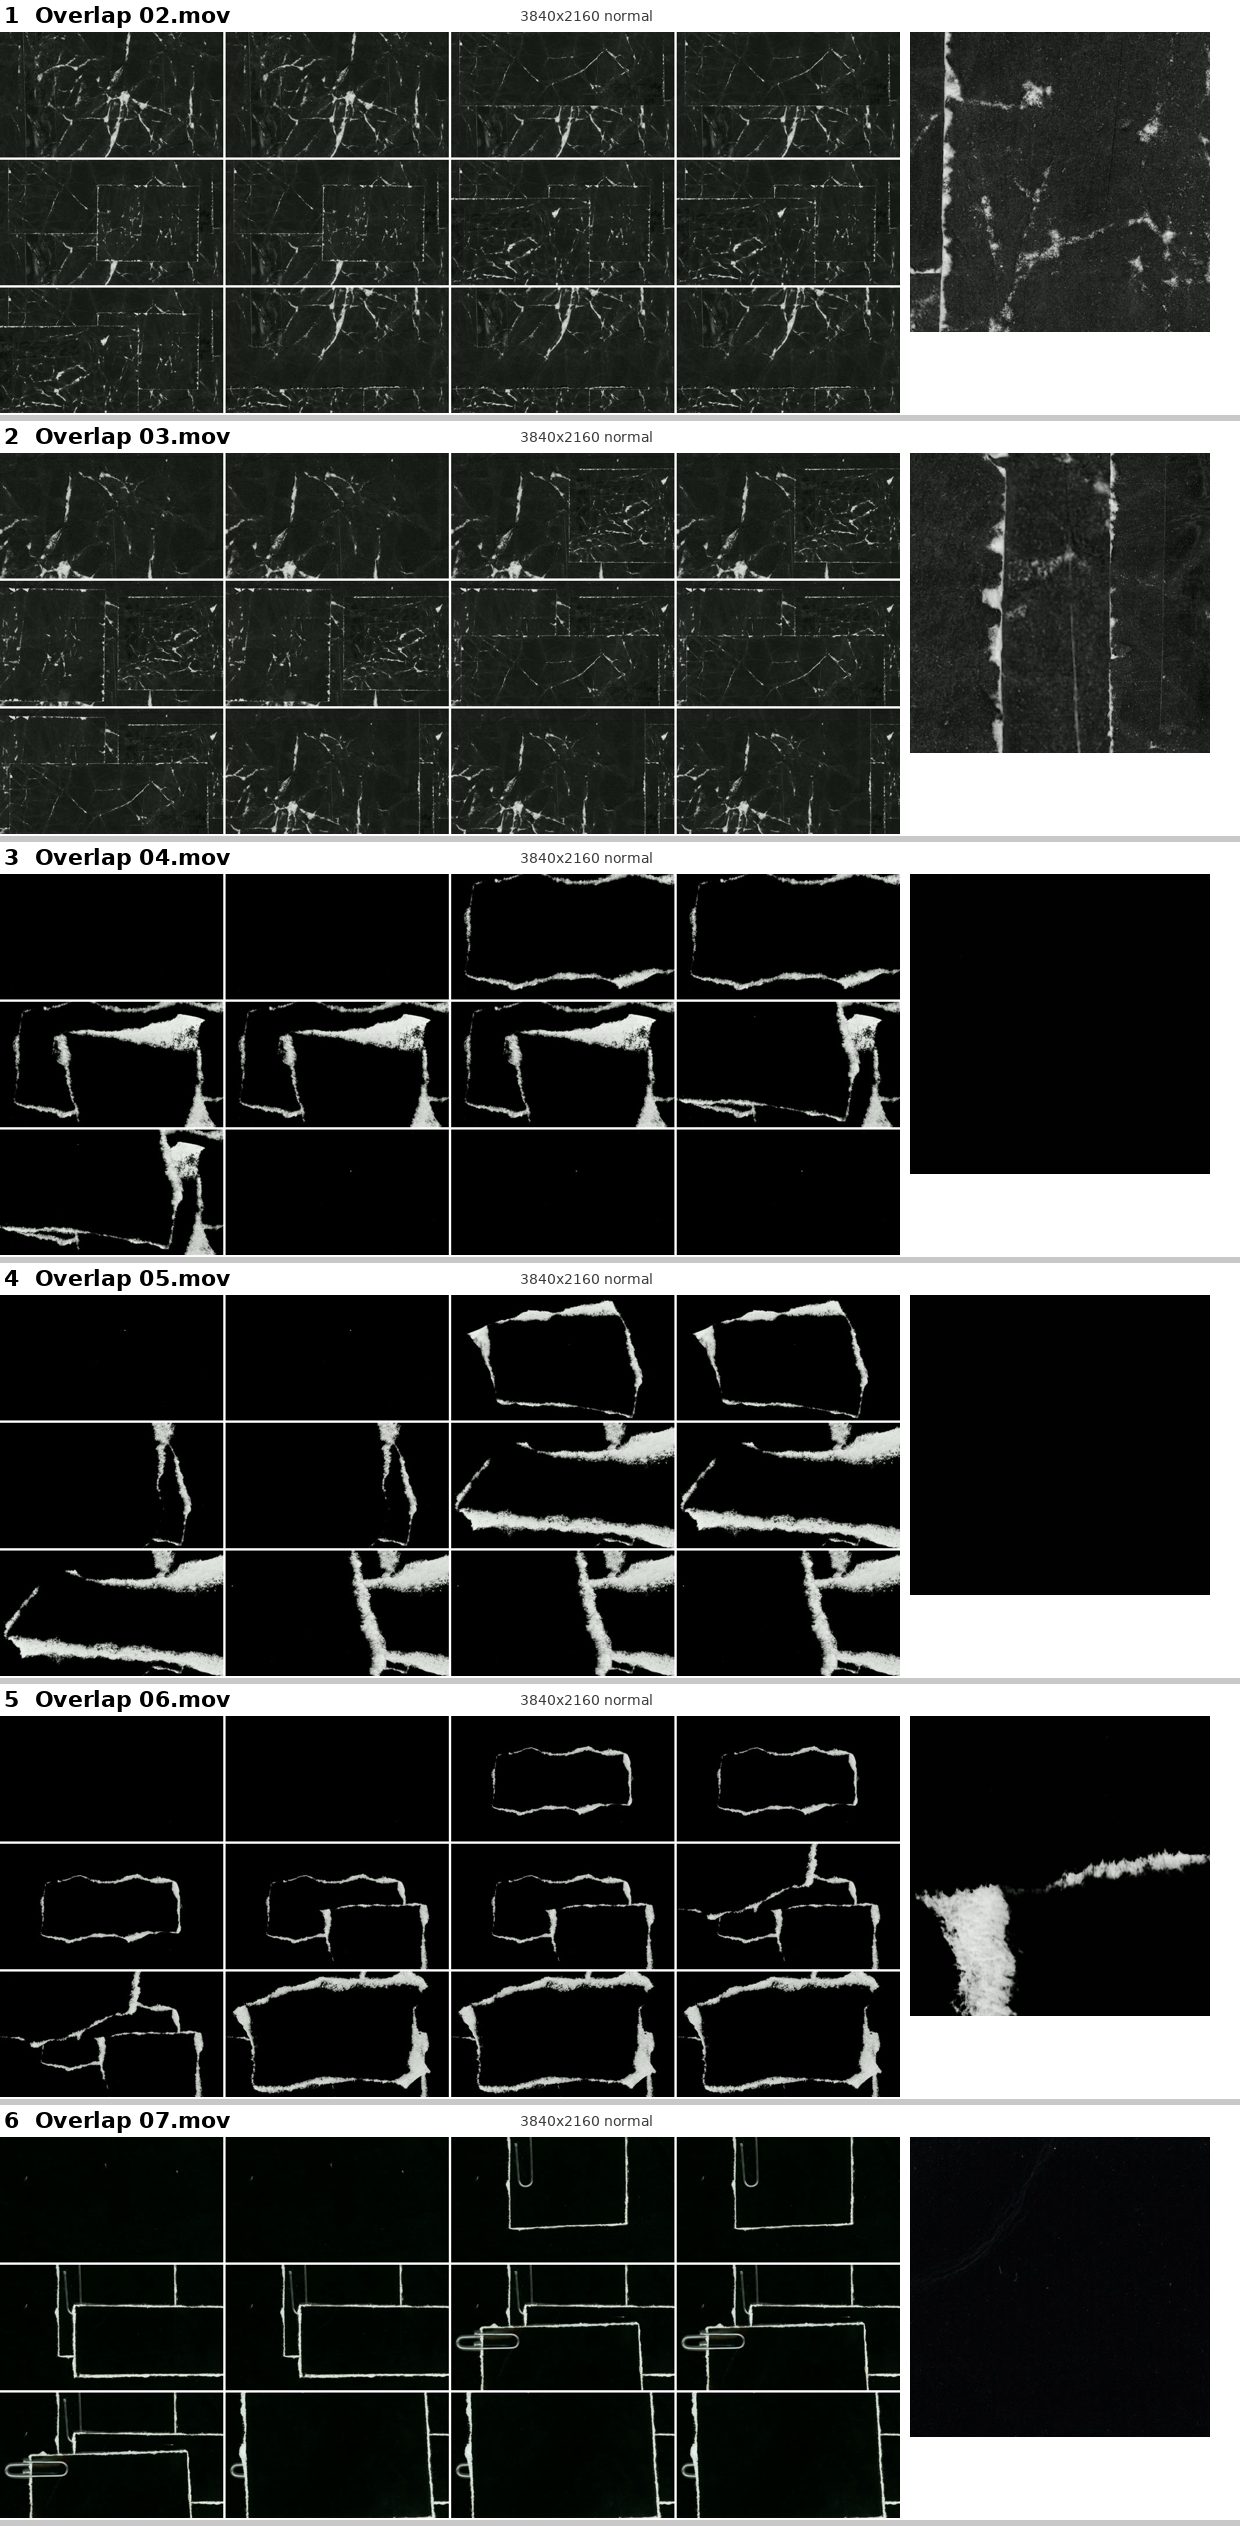 1 Overlap 02.mov 3840x2160 normal
2 Overlap 03.mov 3840x2160 normal
3 Overlap 04.mov 3840x2160 normal
4 Overlap 05.mov 3840x2160 normal
5 Overlap 06.mov 3840x2160 normal
6 Overlap 07.mov 3840x2160 normal